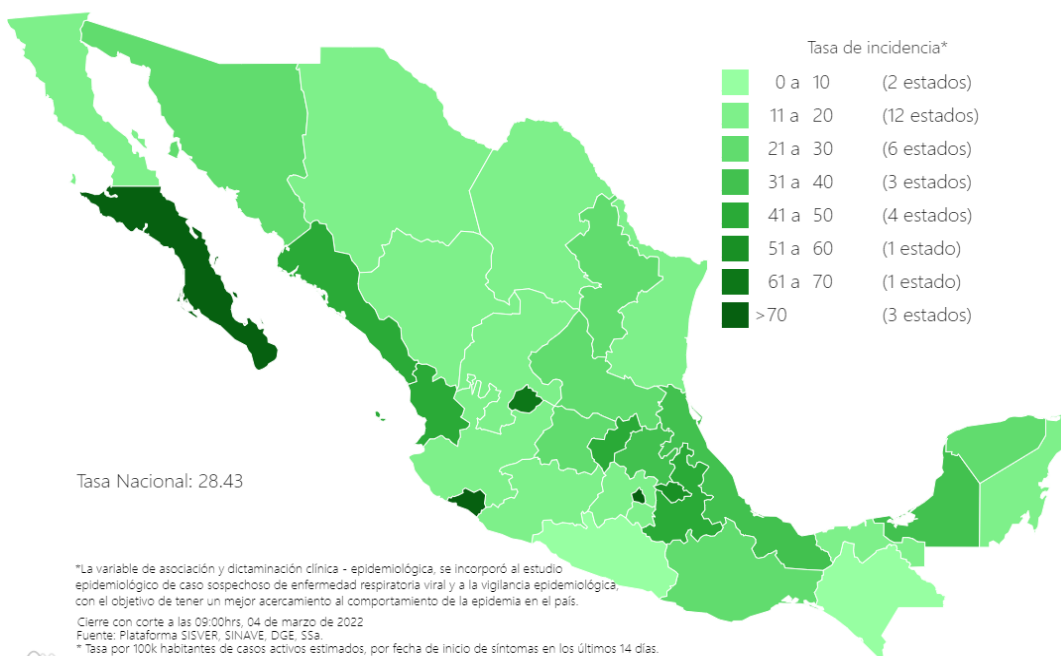 Tasa de incidencia*
0 a 10 (2 estados)
11 a 20 (12 estados)
21 a 30 (6 estados)
31 a 40 (3 estados)
41 a 50 (4 estados)
51 a 60 (1 estado)
61 a 70 (1 estado)
>70 (3 estados)
Tasa Nacional: 28.43
*La variable de asociación y dictaminación clínica - epidemiológica, se incorporó al estudio
epidemiológico de caso sospechoso de enfermedad respiratoria viral y a la vigilancia epidemiológica,
con el objetivo de tener un mejor acercamiento al comportamiento de la epidemia en el país.
Cierre con corte a las 09:00hrs, 04 de marzo de 2022
Fuente: Plataforma SISVER, SINAVE, DGE, SSa.
* Tasa por 100k habitantes de casos activos estimados, por fecha de inicio de síntomas en los últimos 14 días.